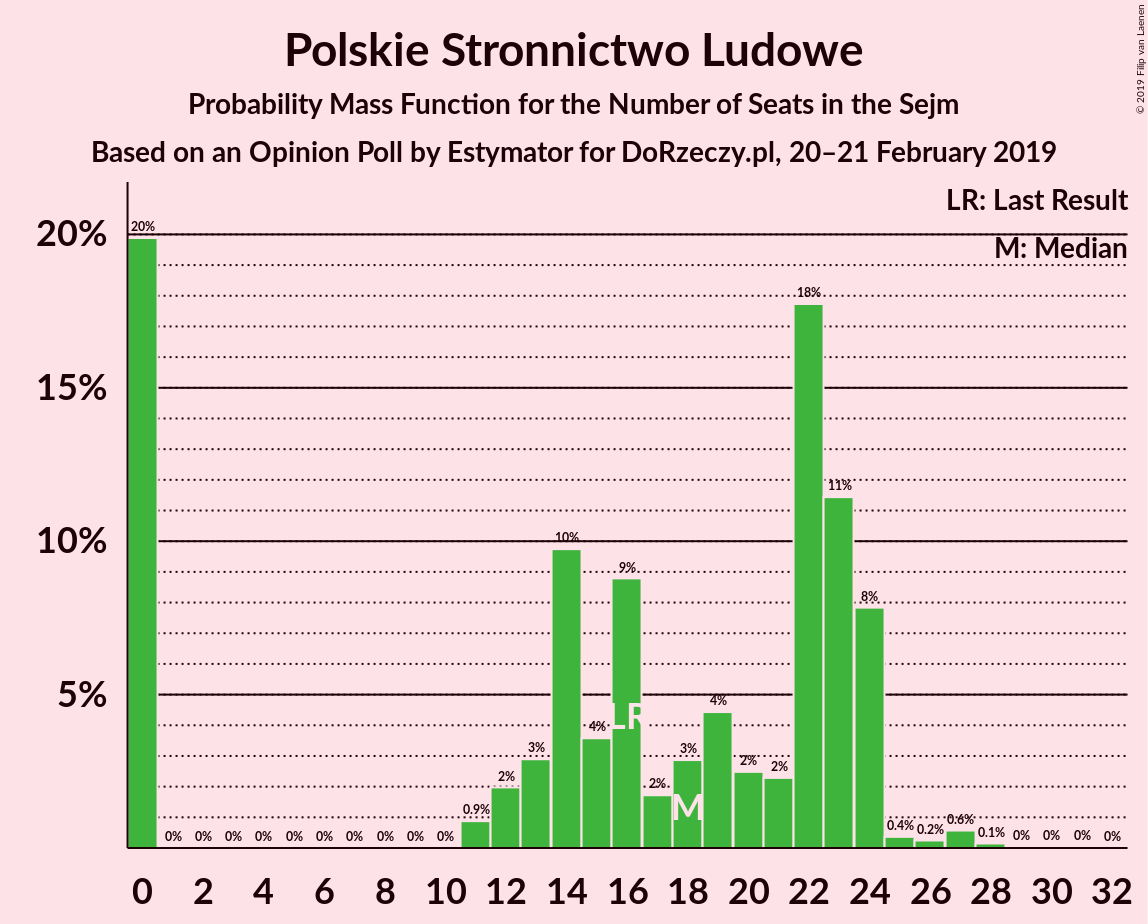 Polskie Stronnictwo Ludowe
Probability Mass Function for the Number of Seats in the Sejm
Based on an Opinion Poll by Estymator for DoRzeczy.pl, 20–21 February 2019
© 2019 Filip van Laenen
LR: Last Result
M: Median
20%
15%
10%
5%
20% 0% 0% 0% 0% 0% 0% 0% 0% 0% 0% 0.9% 2% 3% 10% 4% 9% 2% 3% 4% 2% 2% 18% 11% 8% 0.4% 0.2% 0.6% 0.1% 0% 0% 0% 0%
LR
M
0 2 4 6 8 10 12 14 16 18 20 22 24 26 28 30 32